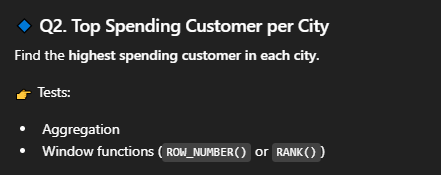 🔹 Q2. Top Spending Customer per City
Find the highest spending customer in each city.
👉 Tests:
• Aggregation
• Window functions (ROW_NUMBER() or RANK())